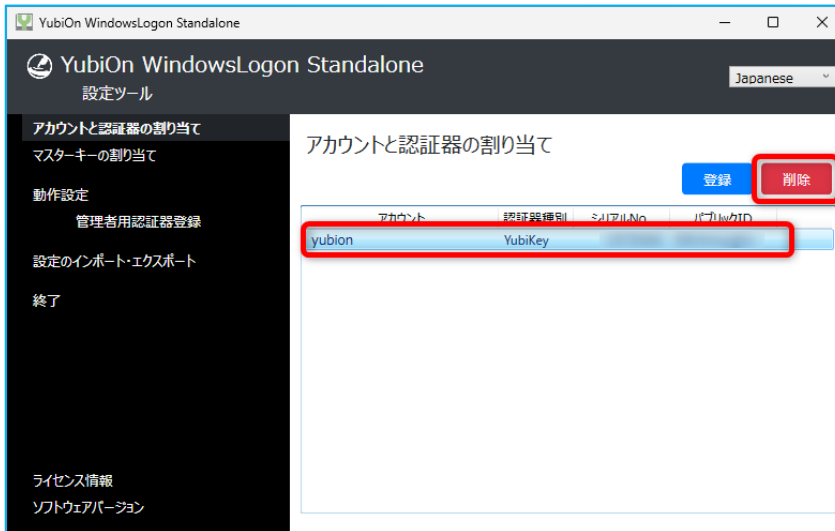 YubiOn WindowsLogon Standalone
YubiOn WindowsLogon Standalone
設定ツール
Japanese
アカウントと認証器の割り当て
マスターキーの割り当て
動作設定
管理者用認証器登録
設定のインポート・エクスポート
終了
ライセンス情報
ソフトウェアバージョン
アカウントと認証器の割り当て
登録 削除
アカウント 認証器種別 シリアルNo パブリックID
yubion YubiKey